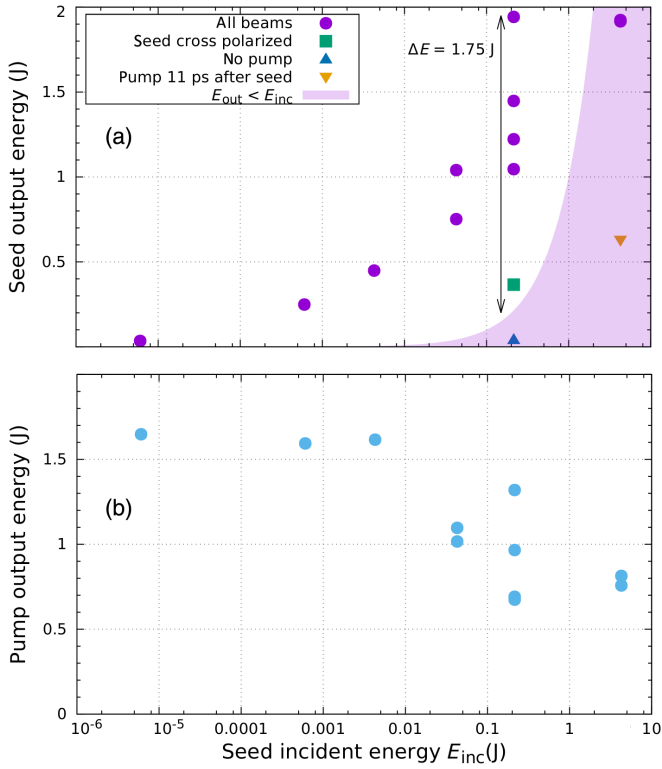 2
1.5
1
0.5
Seed output energy (J)
All beams
Seed cross polarized
No pump
Pump 11 ps after seed
E_out < E_inc
ΔE = 1.75 J
(a)
1.5
1
0.5
0
Pump output energy (J)
(b)
10^-6 10^-5 0.0001 0.001 0.01 0.1 1 10
Seed incident energy E_inc(J)